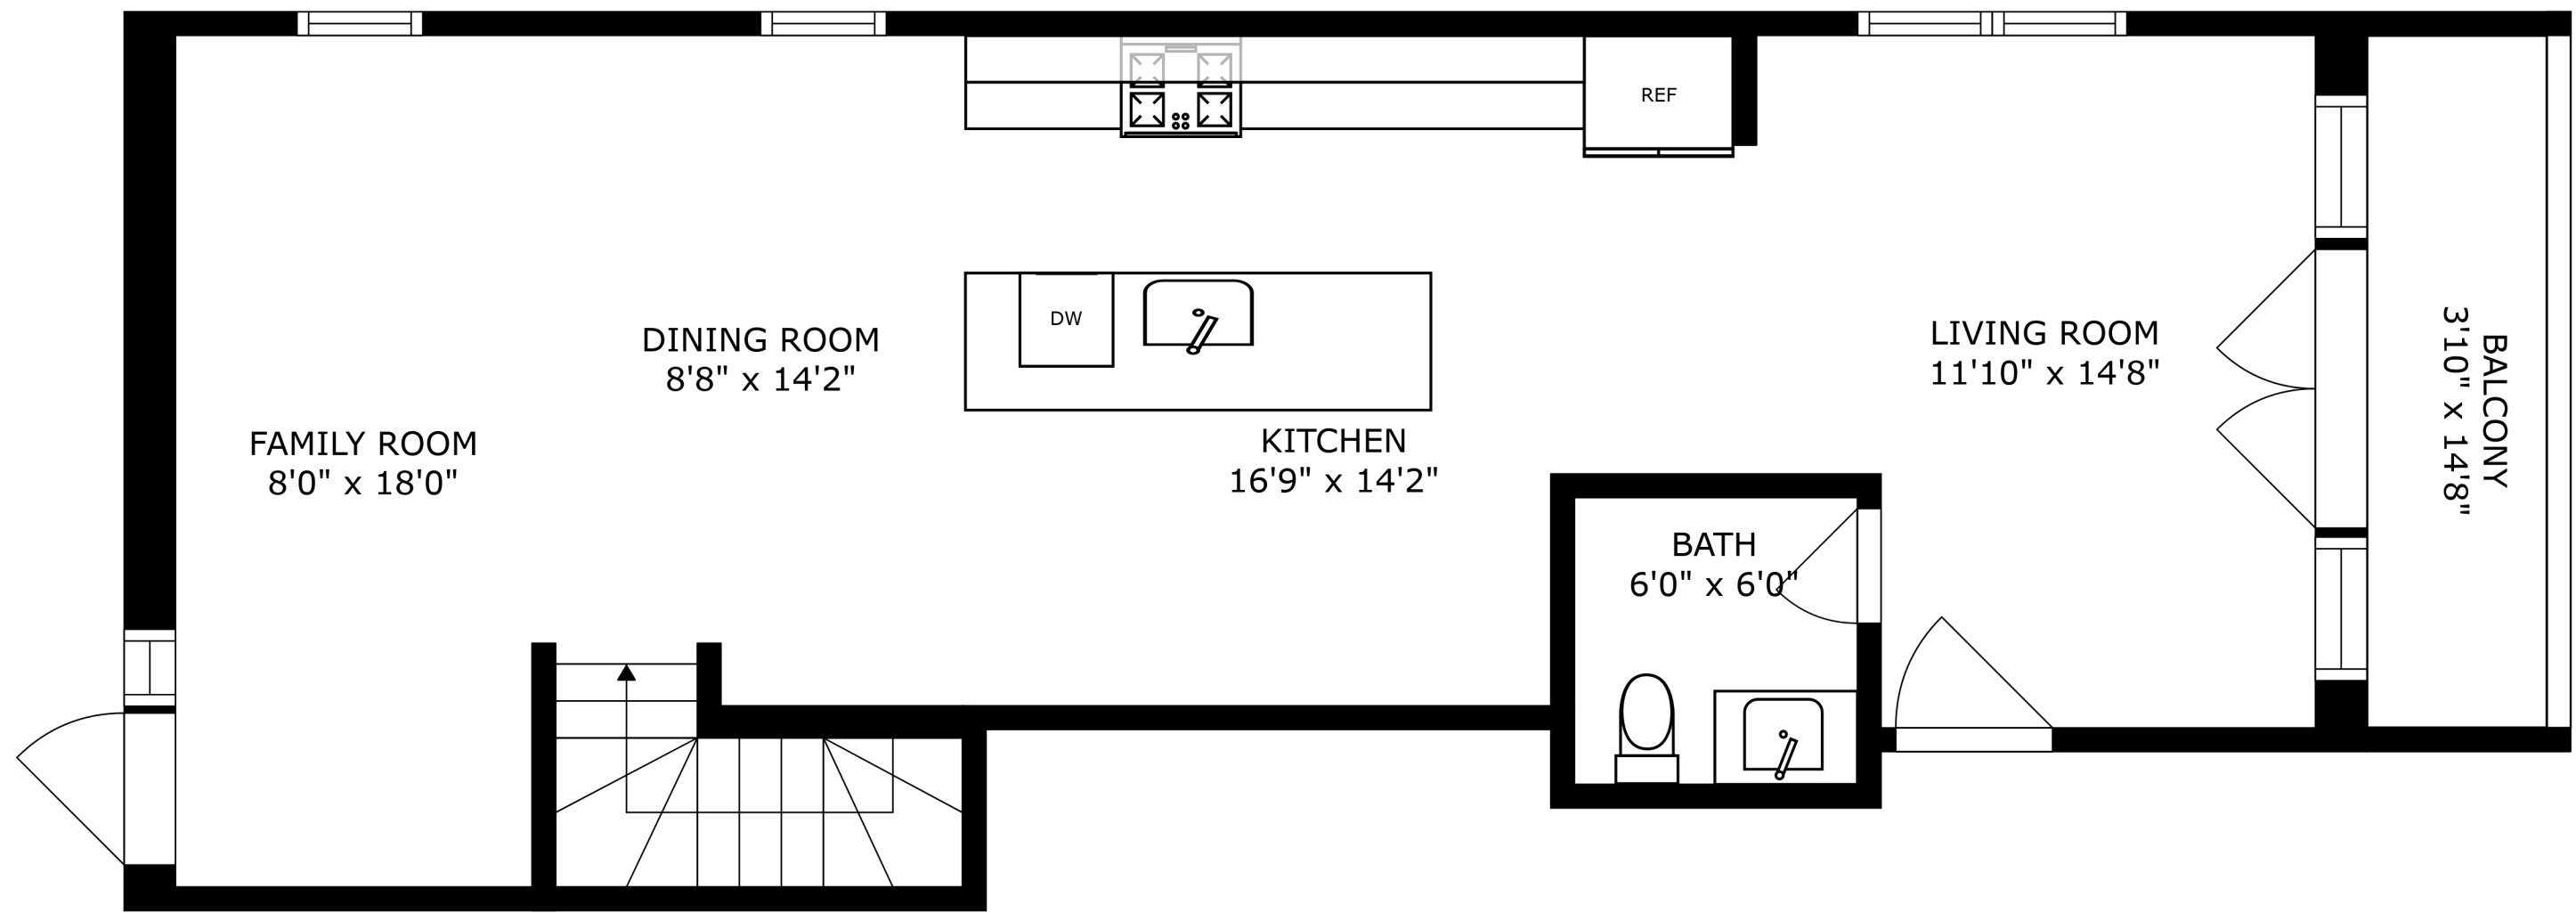 REF
DW
DINING ROOM
8'8" x 14'2"
LIVING ROOM
11'10" x 14'8"
BALCONY
3'10" x 14'8"
FAMILY ROOM
8'0" x 18'0"
KITCHEN
16'9" x 14'2"
BATH
6'0" x 6'0"